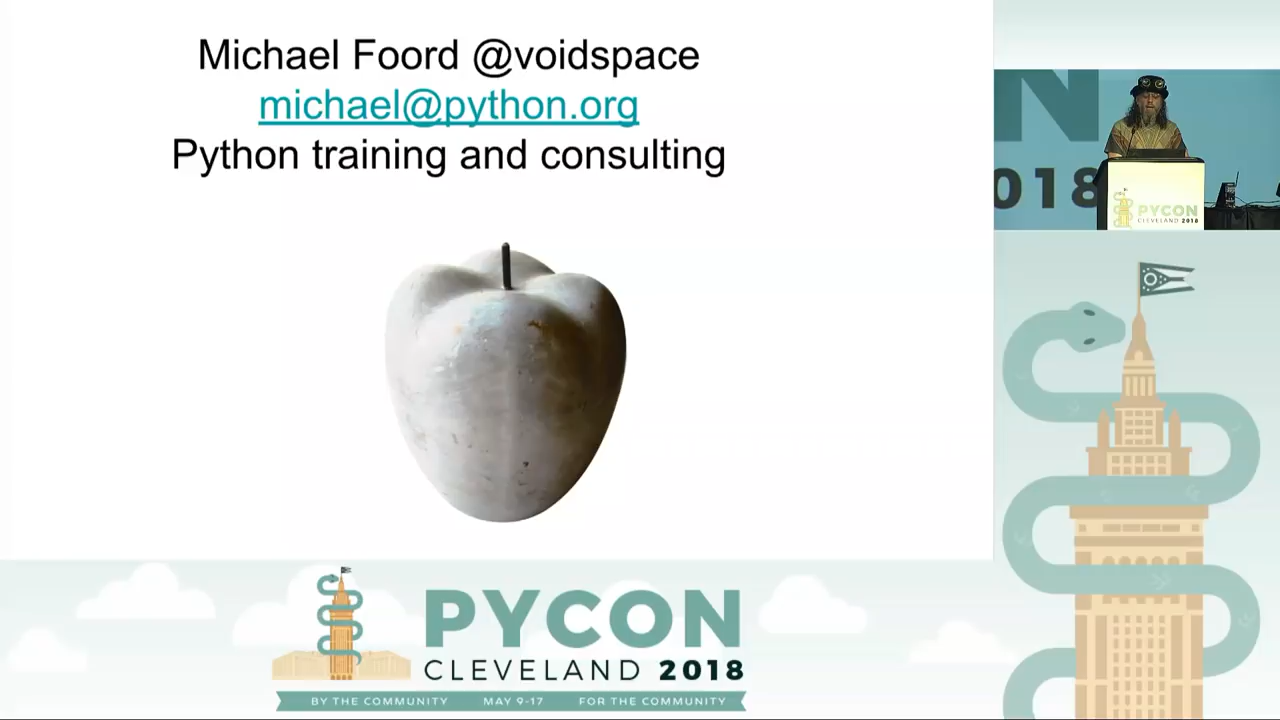 Michael Foord @voidspace
michael@python.org
Python training and consulting
N
018
PYCON
CLEVELAND 2018
PYCON
CLEVELAND 2018
BY THE COMMUNITY MAY 9-17 FOR THE COMMUNITY